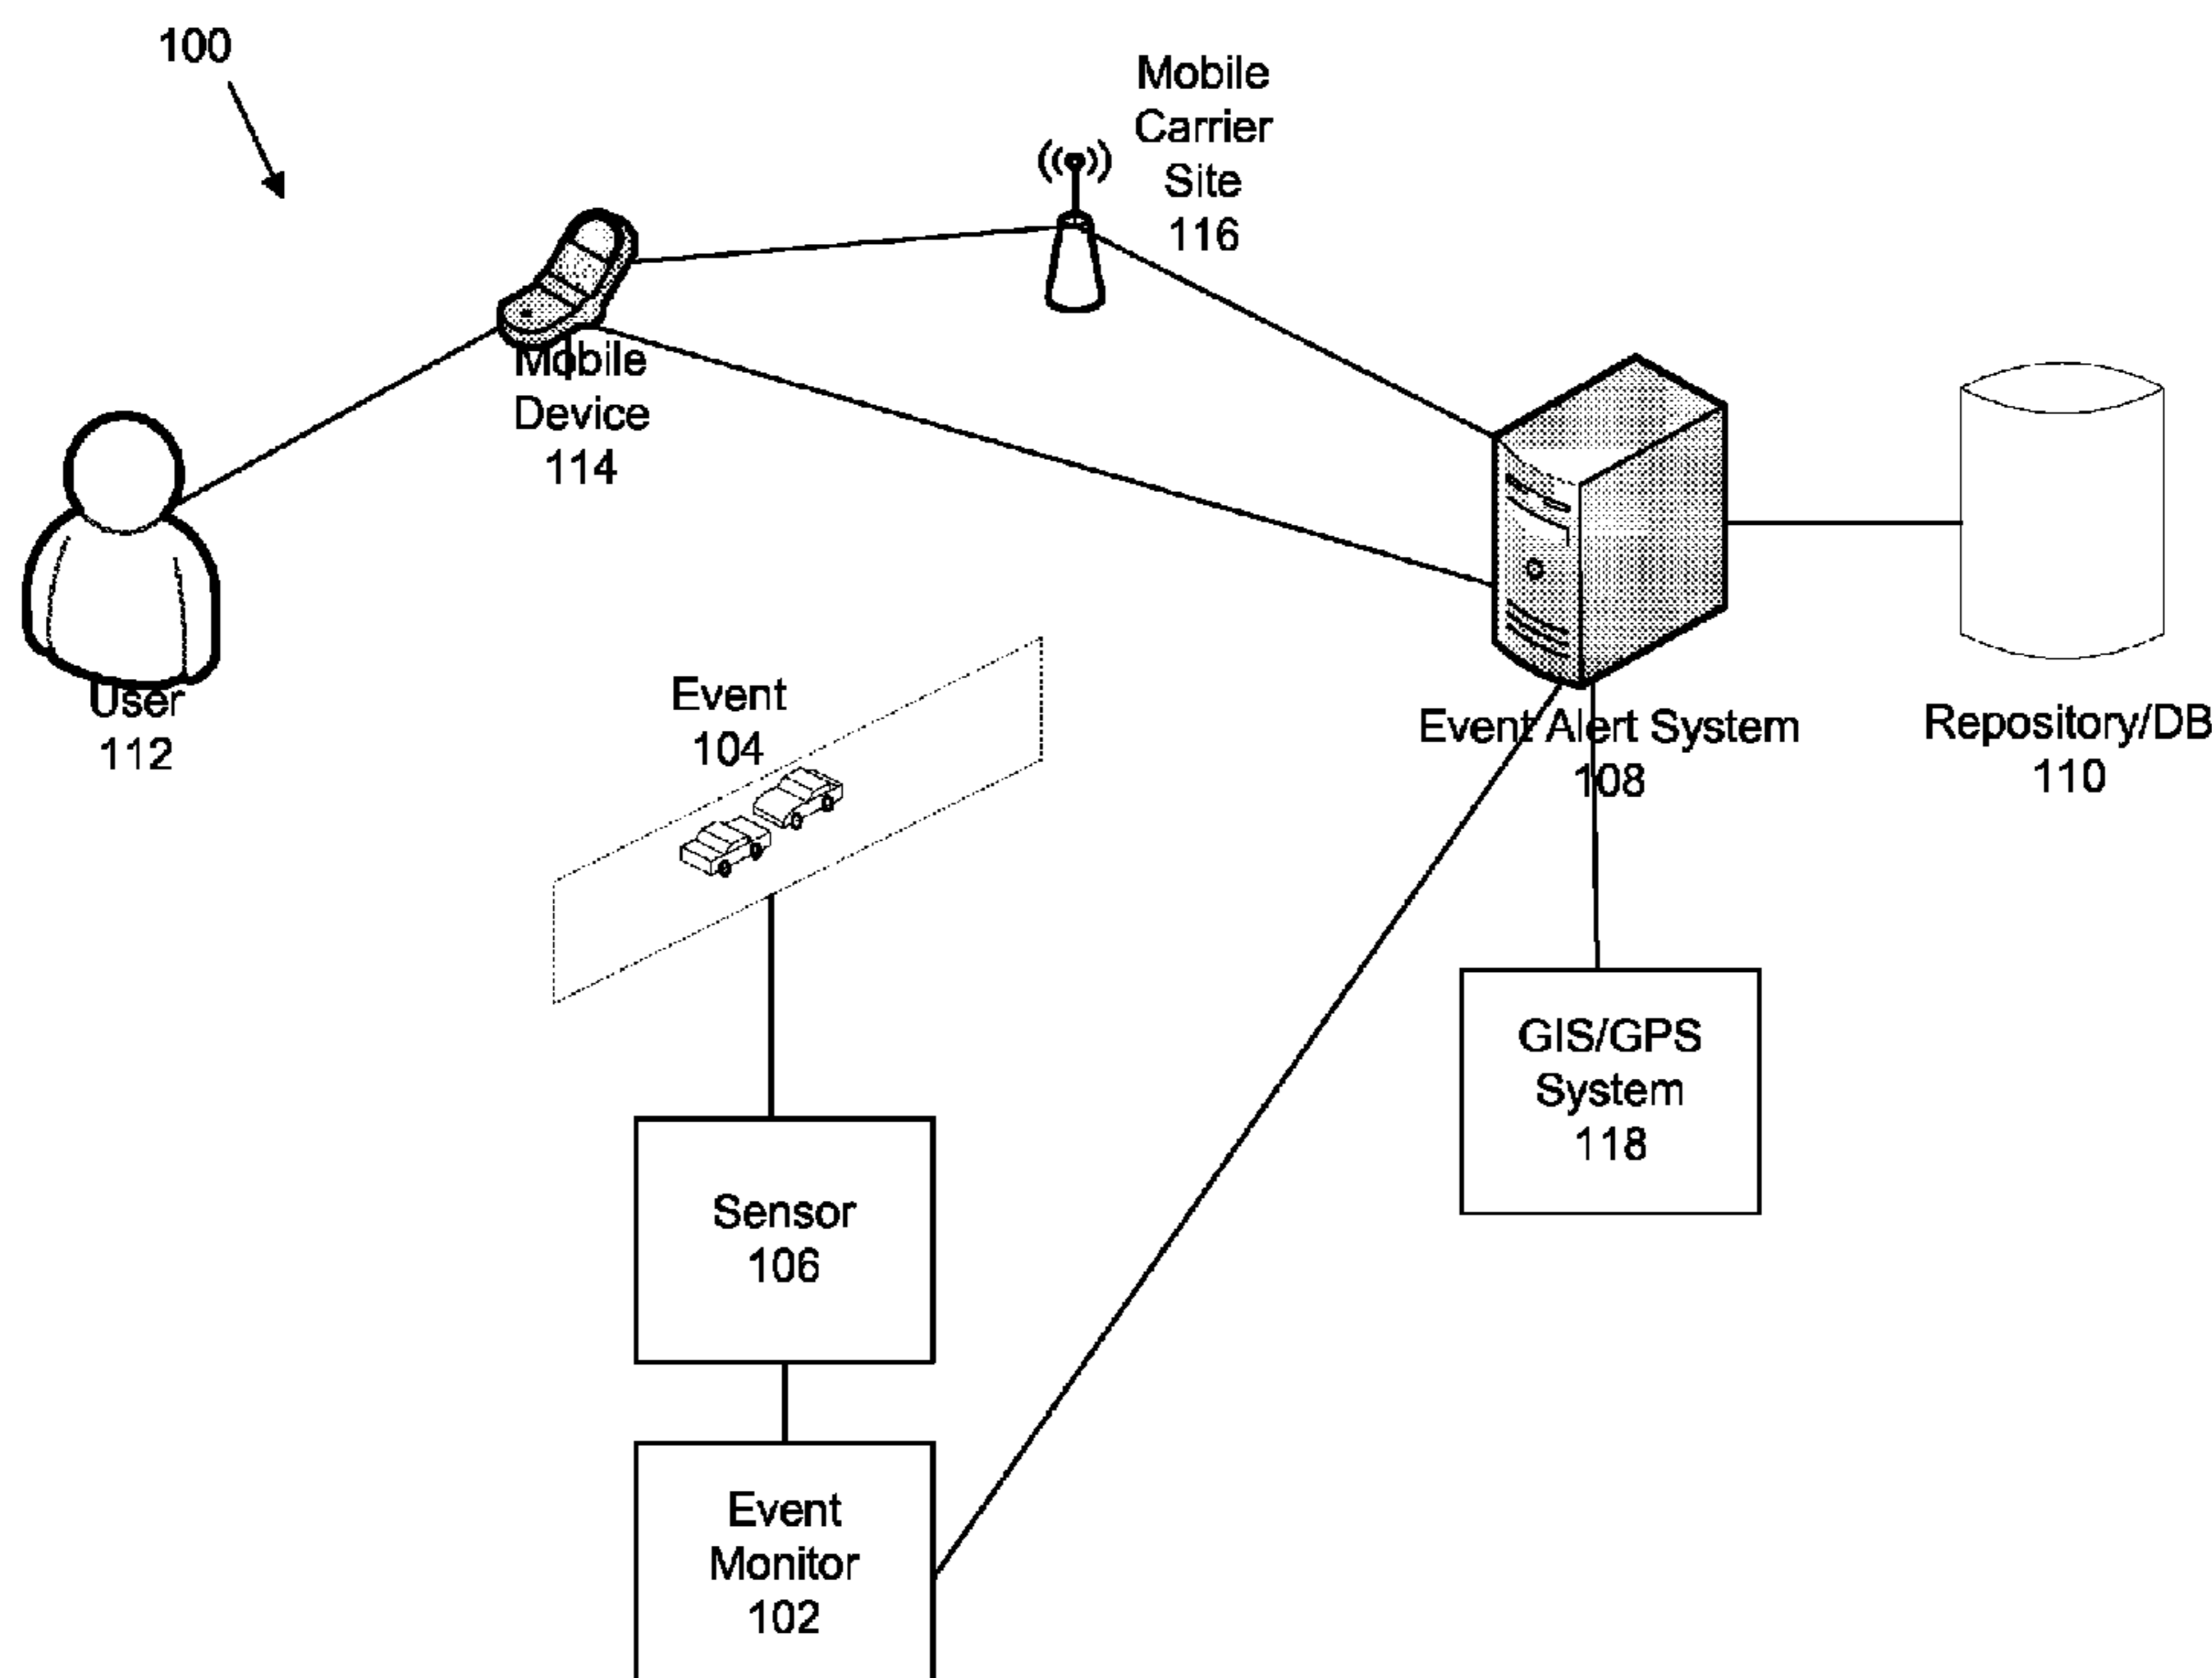 100
Mobile
Carrier
Site
116
Mobile
Device
114
User
112
Event
104
Event Alert System
108
Repository/DB
110
GIS/GPS
System
118
Sensor
106
Event
Monitor
102